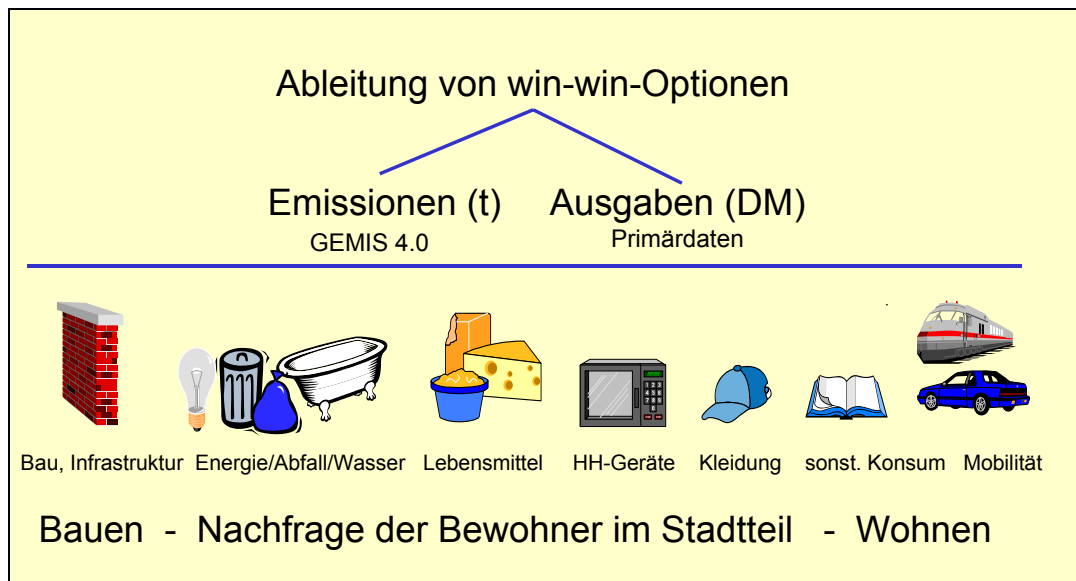 Ableitung von win-win-Optionen
Emissionen (t) Ausgaben (DM)
GEMIS 4.0 Primärdaten
Bau, Infrastruktur Energie/Abfall/Wasser Lebensmittel HH-Geräte Kleidung sonst. Konsum Mobilität
Bauen - Nachfrage der Bewohner im Stadtteil - Wohnen